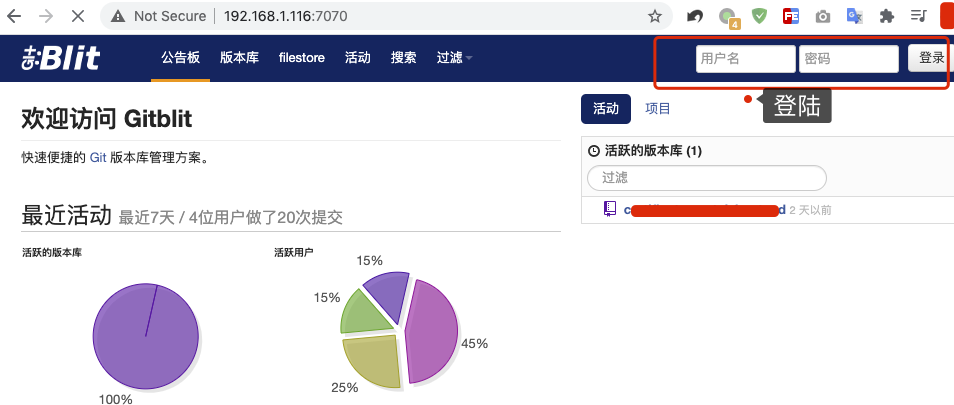 Not Secure 192.168.1.116:7070
4
FE
Blit 公告板 版本库 filestore 活动 搜索 过滤 用户名 密码 登录
登陆
活动 项目
欢迎访问 Gitblit
快速便捷的 Git 版本库管理方案。
活跃的版本库 (1)
过滤
2 天以前
最近活动 最近7天 / 4位用户做了20次提交
活跃的版本库
100%
活跃用户
15%
15%
45%
25%